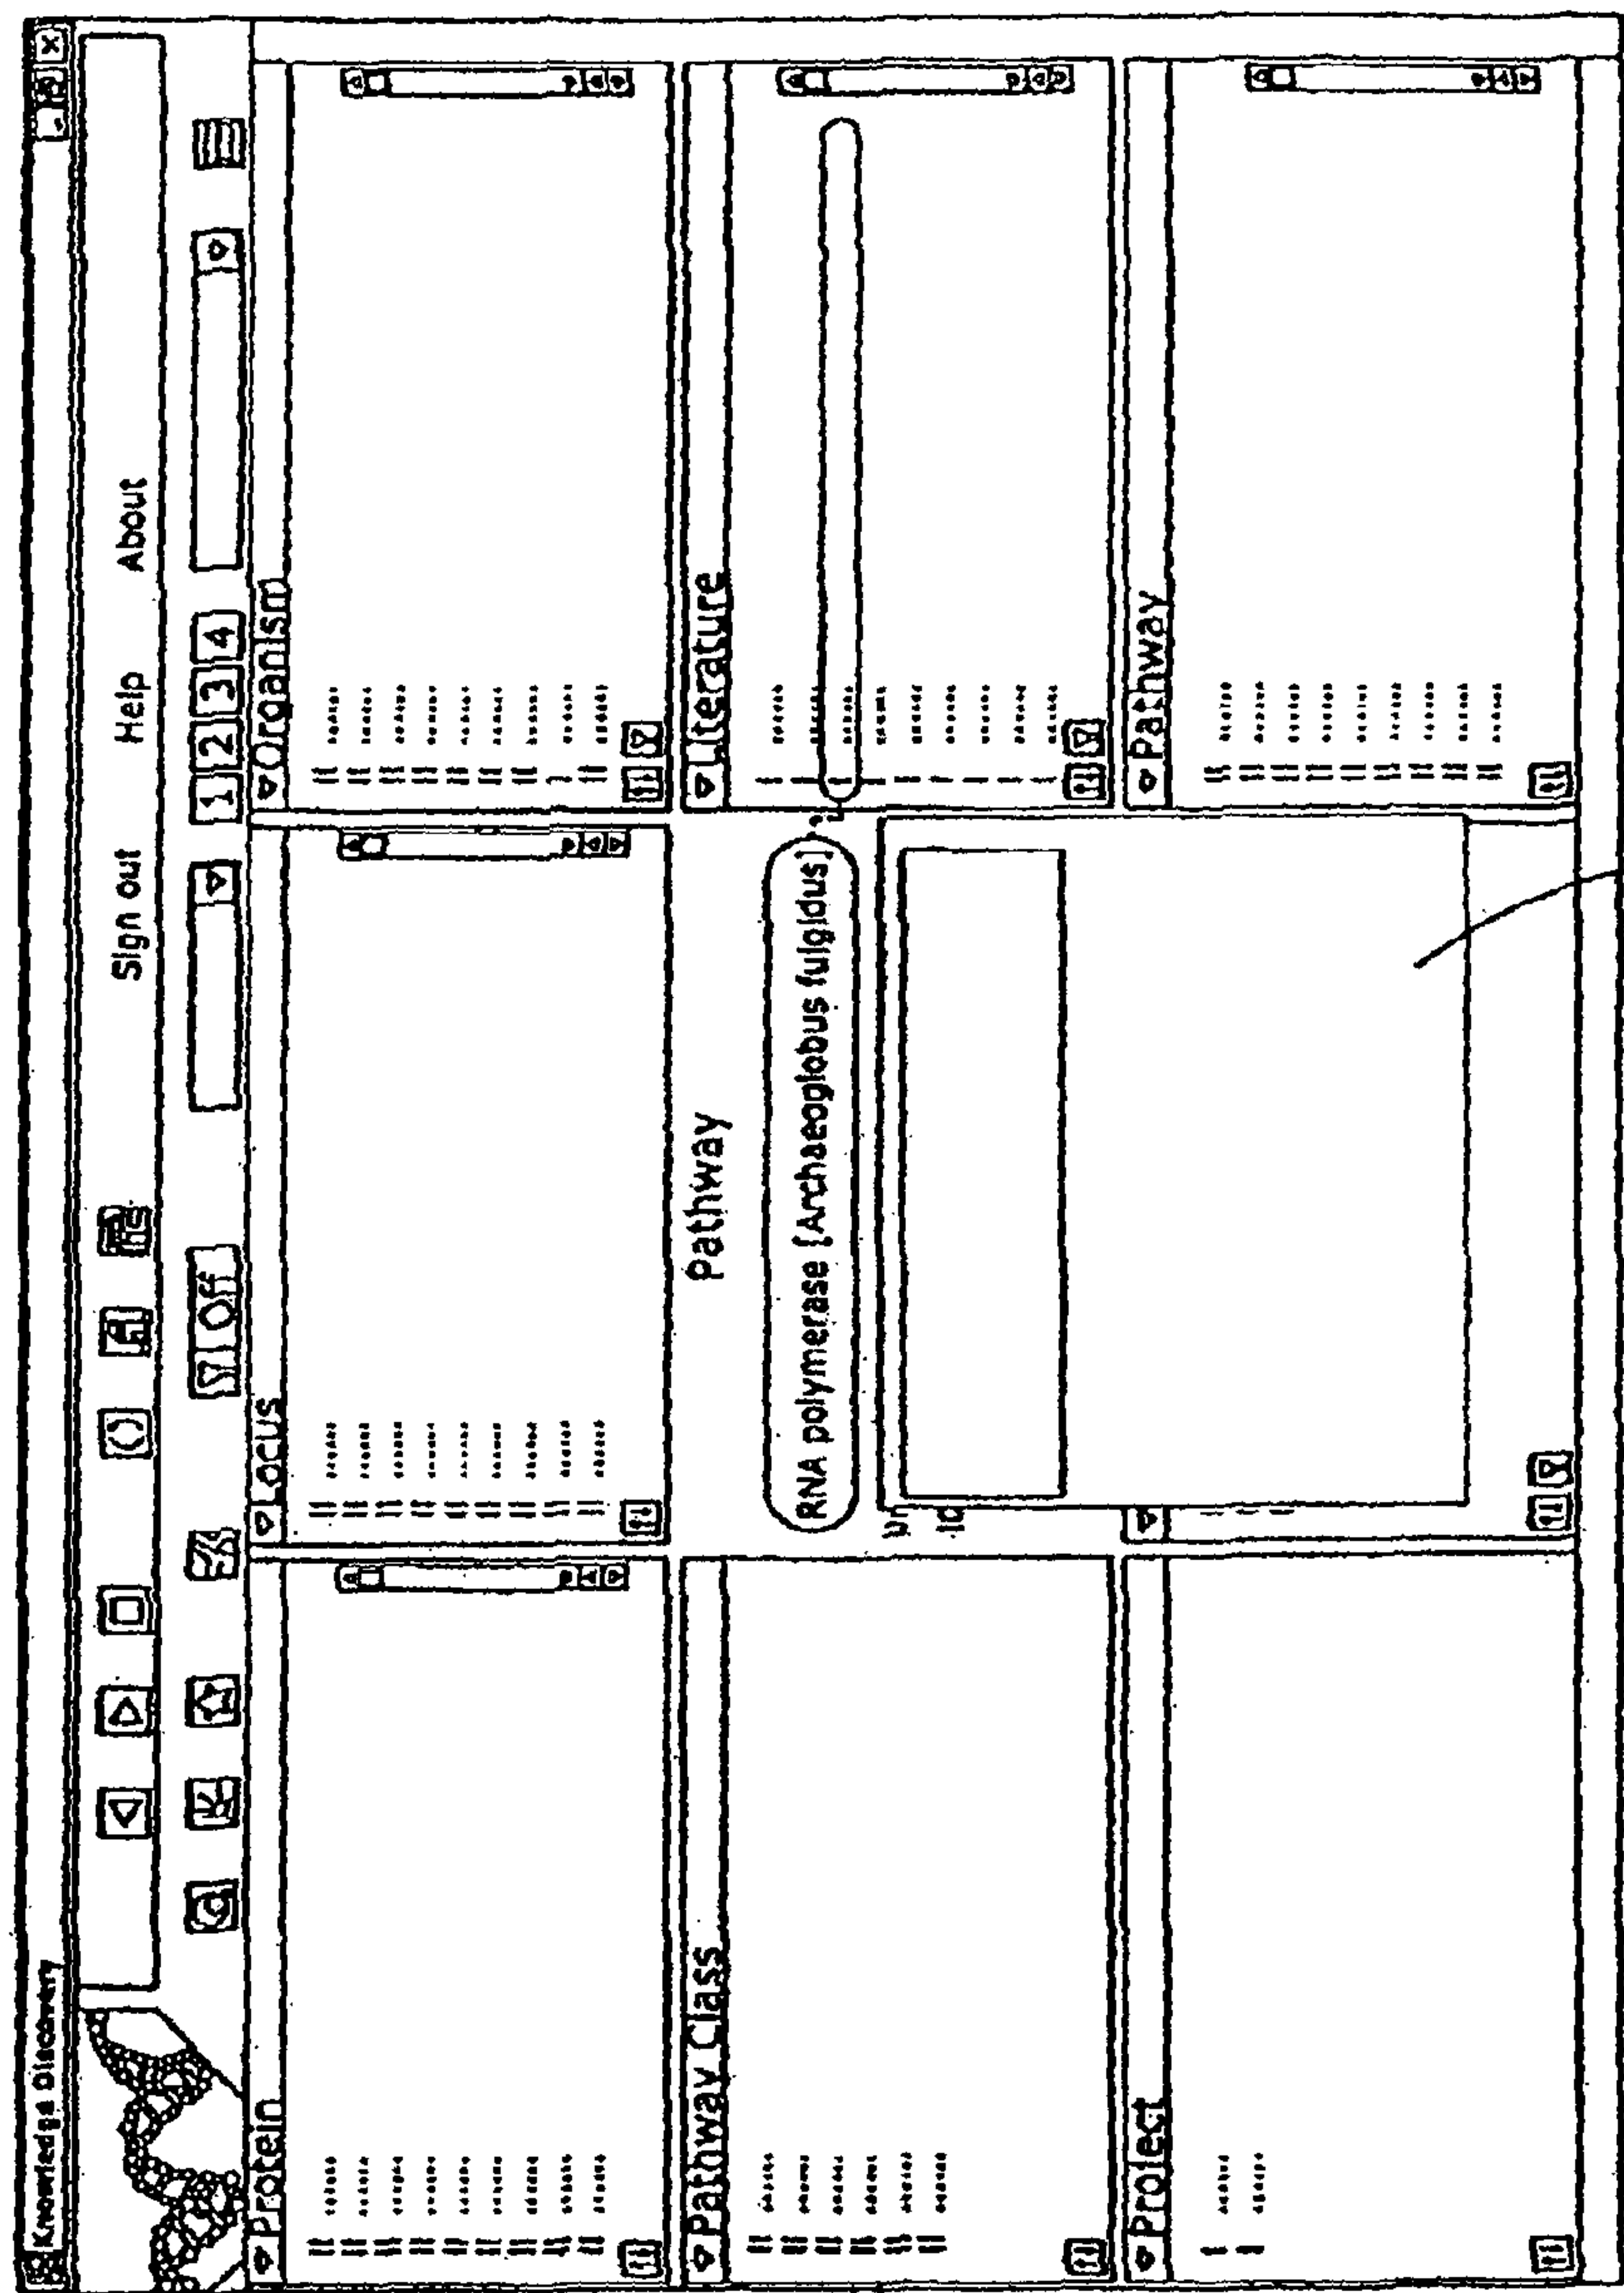 Knowledge Discovery
Sign out Help About
Off 1 2 3 4
Protein Locus Organism
Pathway Class Pathway Literature
RNA polymerase [Archaeoglobus fulgidus]
Project Pathway